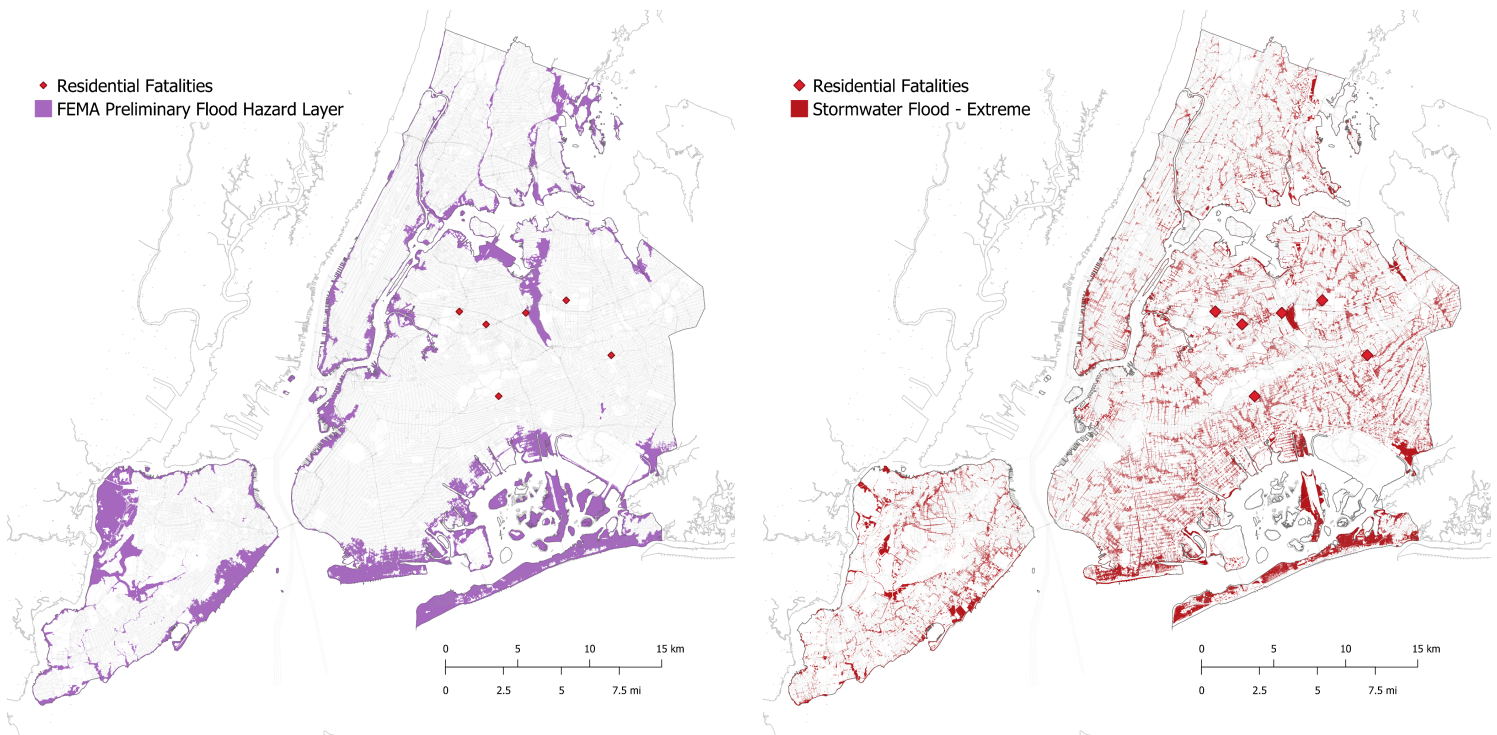 Residential Fatalities
FEMA Preliminary Flood Hazard Layer
0 5 10 15 km
0 2.5 5 7.5 mi
Residential Fatalities
Stormwater Flood - Extreme
0 5 10 15 km
0 2.5 5 7.5 mi